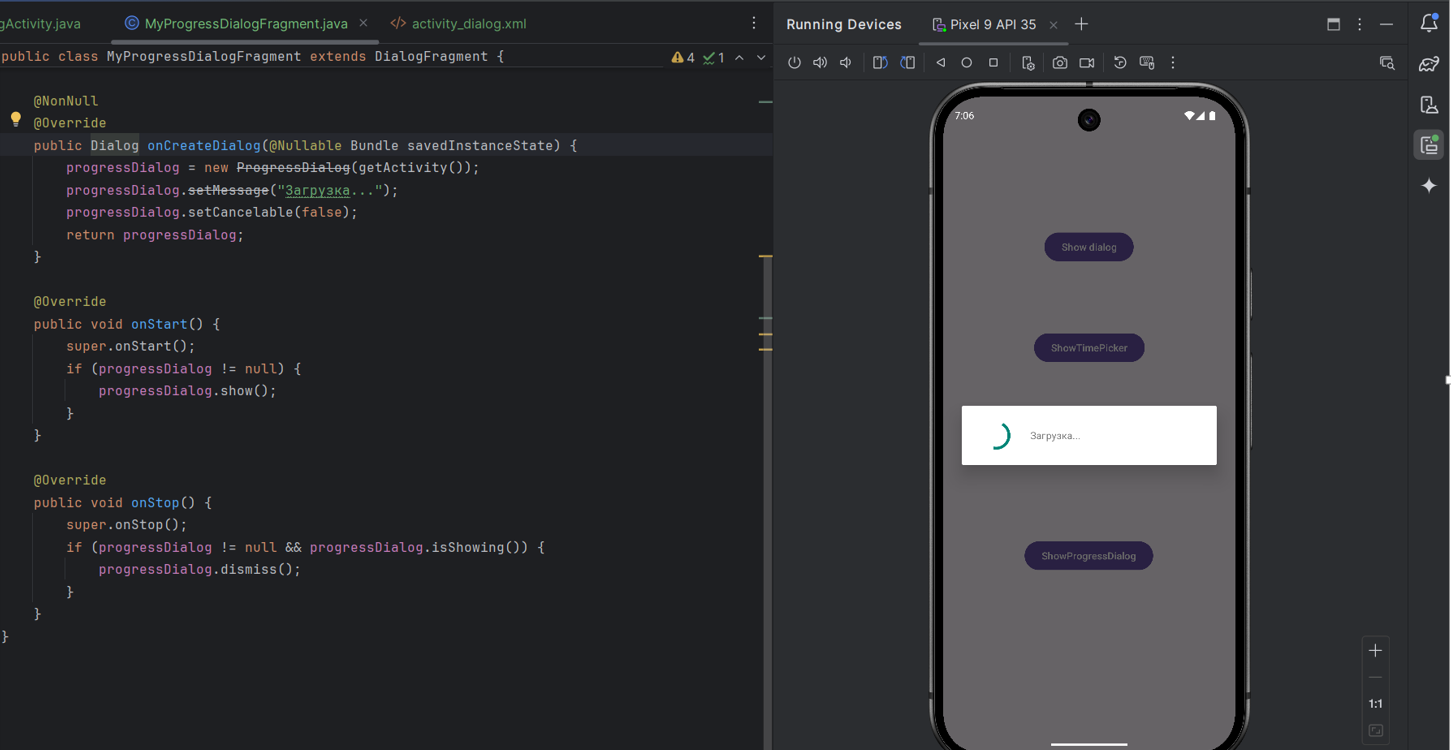 gActivity.java
MyProgressDialogFragment.java
activity_dialog.xml
Running Devices
Pixel 9 API 35
public class MyProgressDialogFragment extends DialogFragment {
4
1
@NonNull
@Override
public Dialog onCreateDialog(@Nullable Bundle savedInstanceState) {
progressDialog = new ProgressDialog(getActivity());
progressDialog.setMessage("Загрузка...");
progressDialog.setCancelable(false);
return progressDialog;
}
@Override
public void onStart() {
super.onStart();
if (progressDialog != null) {
progressDialog.show();
}
}
@Override
public void onStop() {
super.onStop();
if (progressDialog != null && progressDialog.isShowing()) {
progressDialog.dismiss();
}
}
}
7:06
Show dialog
ShowTimePicker
Загрузка...
ShowProgressDialog
1:1